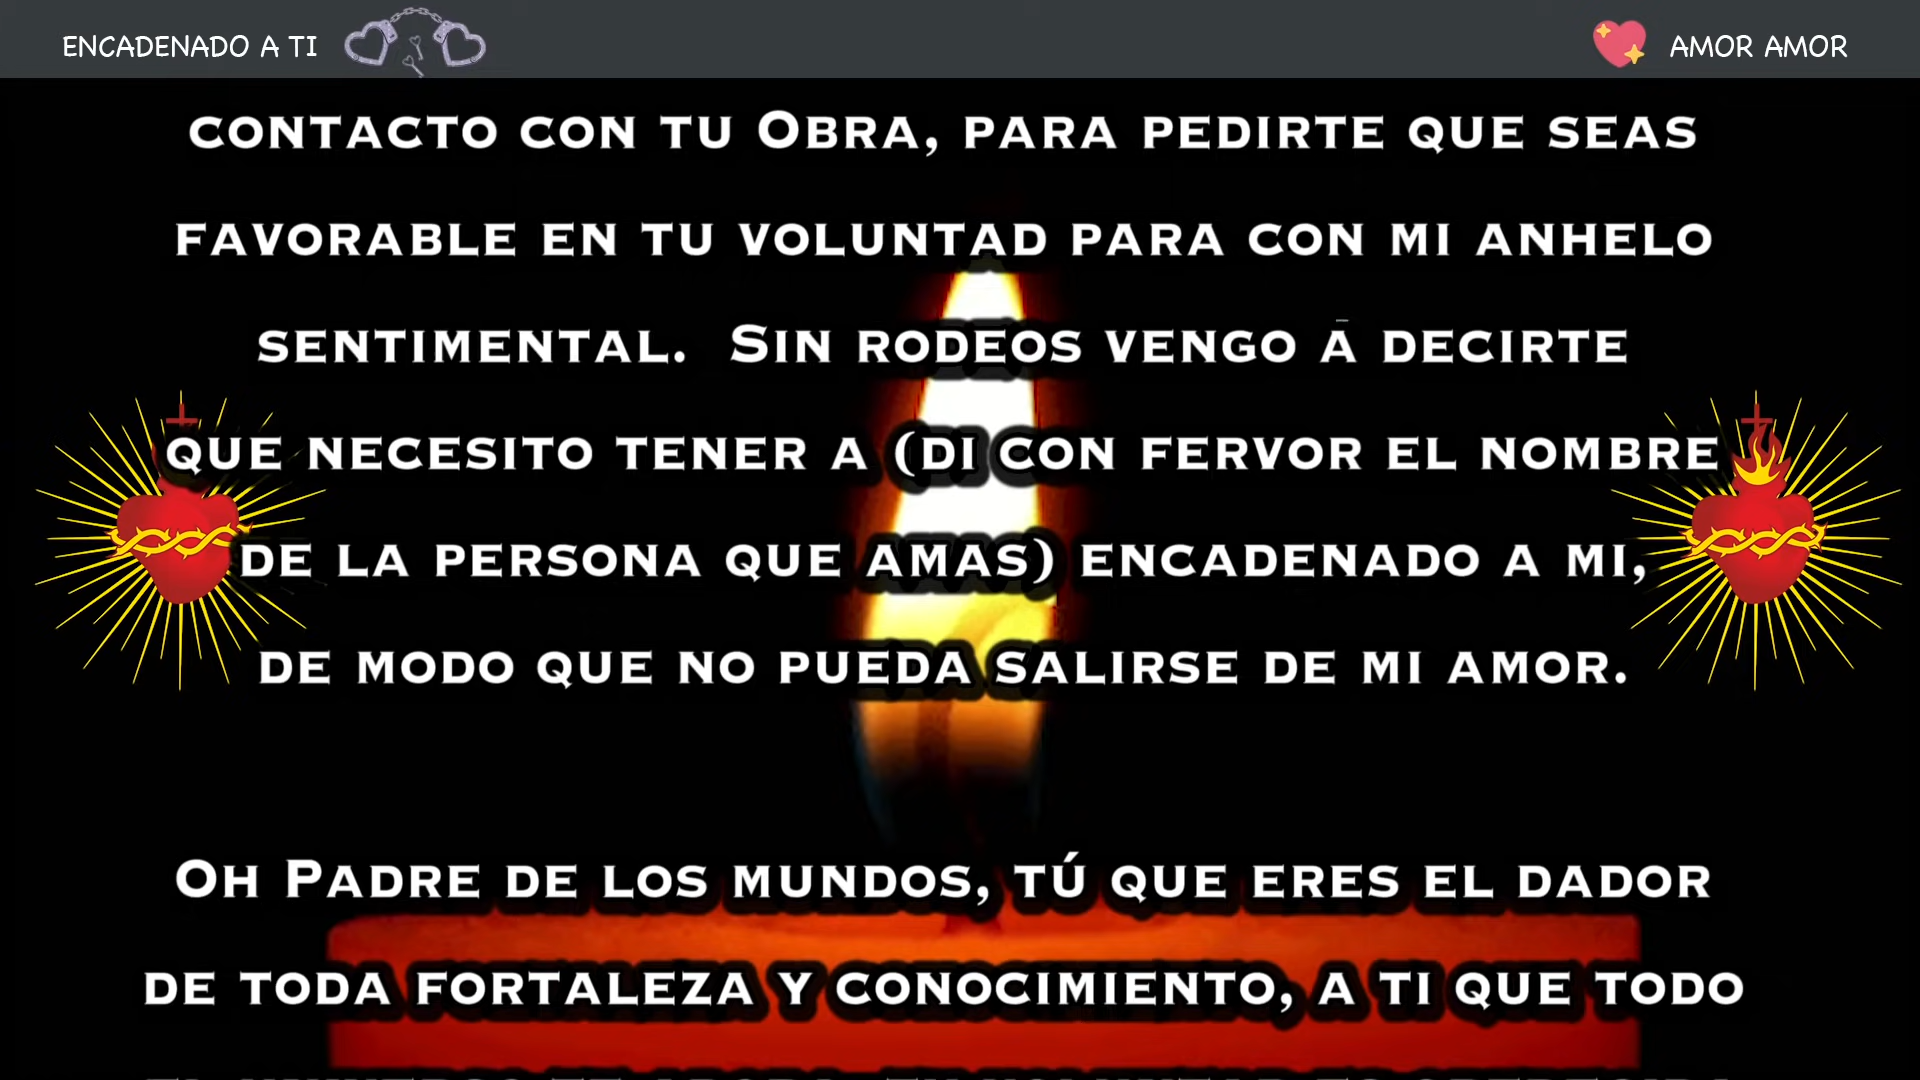 ENCADENADO A TI
AMOR AMOR
CONTACTO CON TU OBRA, PARA PEDIRTE QUE SEAS
FAVORABLE EN TU VOLUNTAD PARA CON MI ANHELO
SENTIMENTAL. SIN RODEOS VENGO A DECIRTE
QUE NECESITO TENER A (DI CON FERVOR EL NOMBRE
DE LA PERSONA QUE AMAS) ENCADENADO A MI,
DE MODO QUE NO PUEDA SALIRSE DE MI AMOR.
OH PADRE DE LOS MUNDOS, TÚ QUE ERES EL DADOR
DE TODA FORTALEZA Y CONOCIMIENTO, A TI QUE TODO